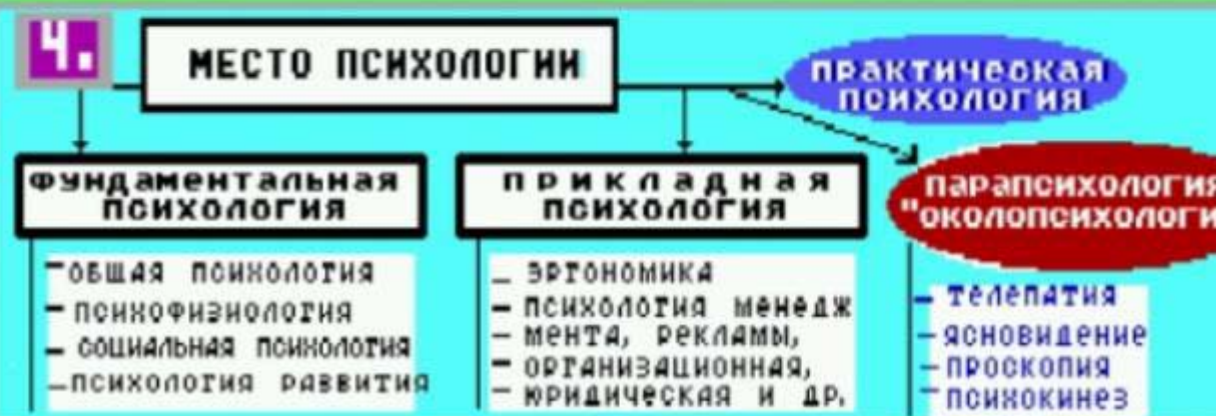 4.
МЕСТО ПСИХОЛОГИИ
ПРАКТИЧЕСКАЯ
ПСИХОЛОГИЯ
ФУНДАМЕНТАЛЬНАЯ
ПСИХОЛОГИЯ
ПРИКЛАДНАЯ
ПСИХОЛОГИЯ
ПАРАПСИХОЛОГИЯ
"ОКОЛОПСИХОЛОГИ
- ОБЩАЯ ПСИХОЛОГИЯ
- ПСИХОФИЗИОЛОГИЯ
- СОЦИАЛЬНАЯ ПСИХОЛОГИЯ
- ПСИХОЛОГИЯ РАЗВИТИЯ
- ЭРГОНОМИКА
- ПСИХОЛОГИЯ МЕНЕДЖ
- МЕНТА, РЕКЛАМЫ,
- ОРГАНИЗАЦИОННАЯ,
- ЮРИДИЧЕСКАЯ И ДР.
- ТЕЛЕПАТИЯ
- ЯСНОВИДЕНИЕ
- ПРОСКОПИЯ
ПСИХОКИНЕЗ